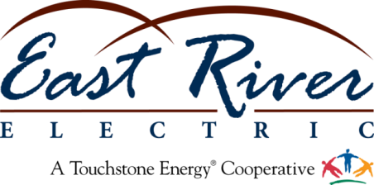 East River
ELECTRIC
A Touchstone Energy® Cooperative